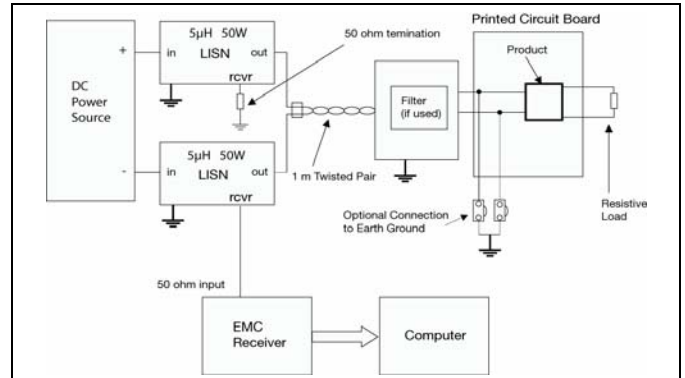 Printed Circuit Board
5µH 50W
LISN
in
out
rcvr
+
50 ohm temination
Product
DC
Power
Source
Filter
(if used)
-
5µH 50W
LISN
in
out
rcvr
1 m Twisted Pair
Optional Connection
to Earth Ground
Resistive
Load
50 ohm input
EMC
Receiver
Computer